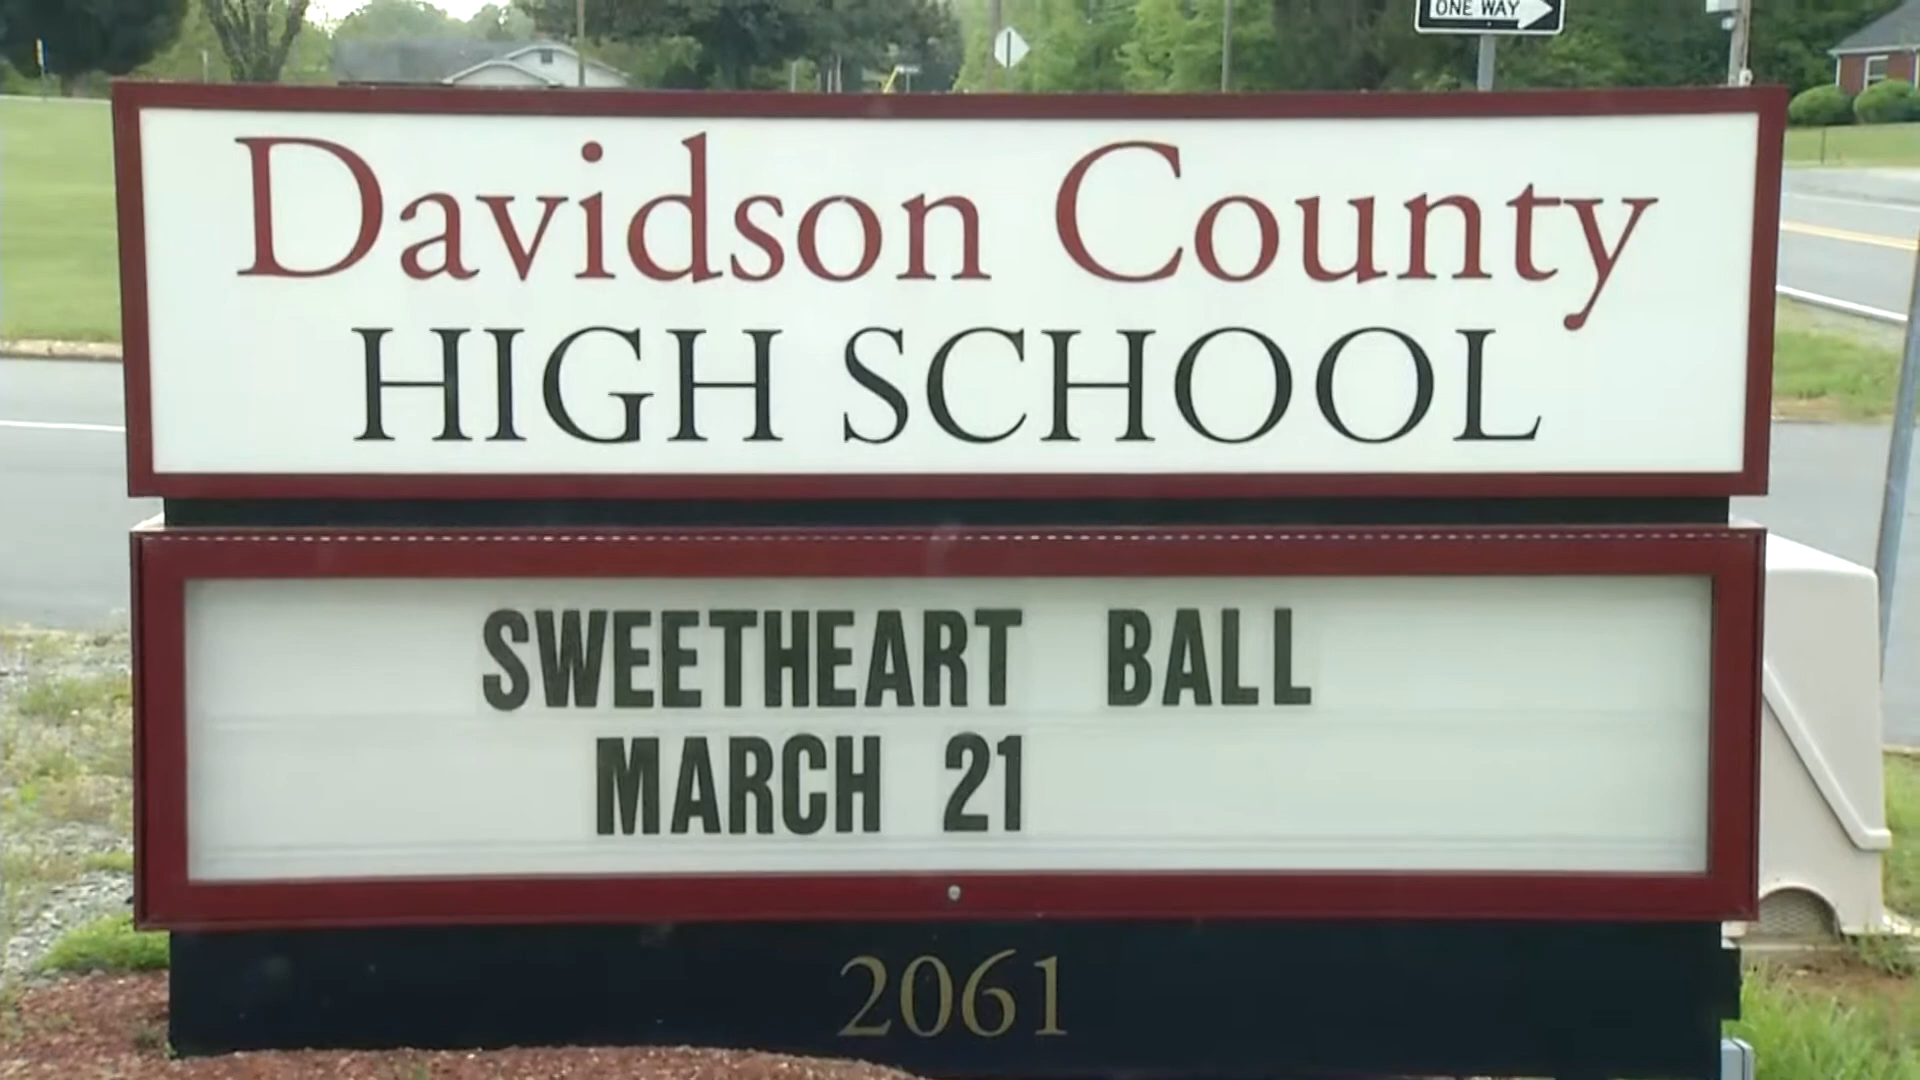 ONE WAY
Davidson County
HIGH SCHOOL
SWEETHEART BALL
MARCH 21
2061